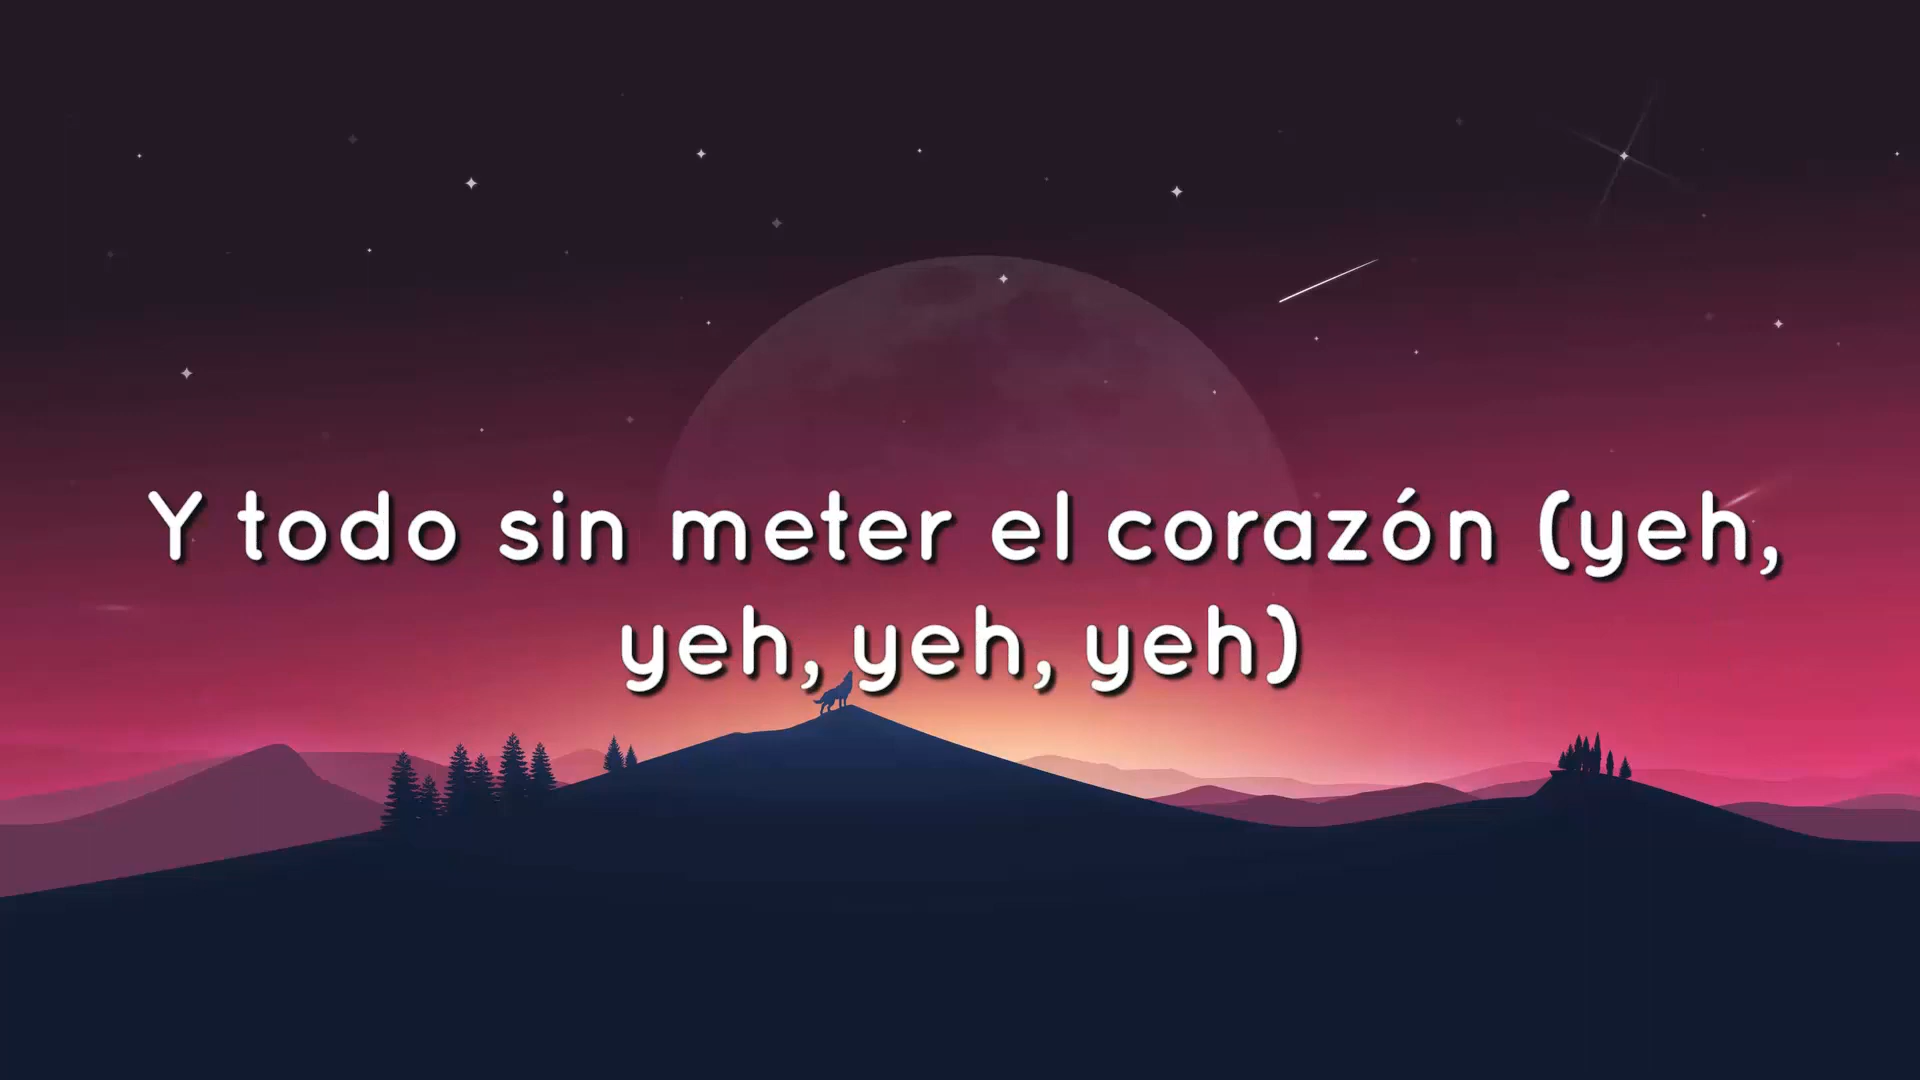 Y todo sin meter el corazón (yeh,
yeh, yeh, yeh)